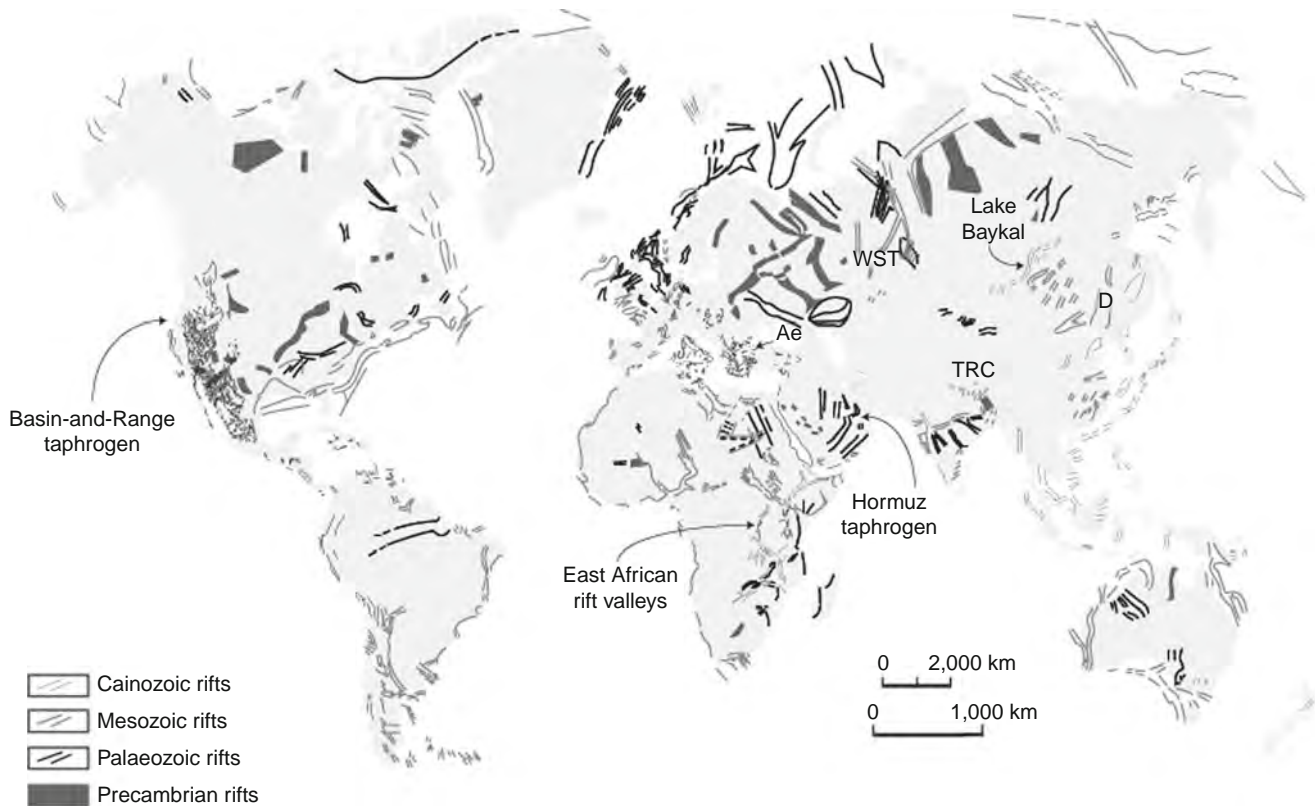 Lake
Baykal
WST
D
Ae
TRC
Basin-and-Range
taphrogen
Hormuz
taphrogen
East African
rift valleys
0 2,000 km
0 1,000 km
Cainozoic rifts
Mesozoic rifts
Palaeozoic rifts
Precambrian rifts